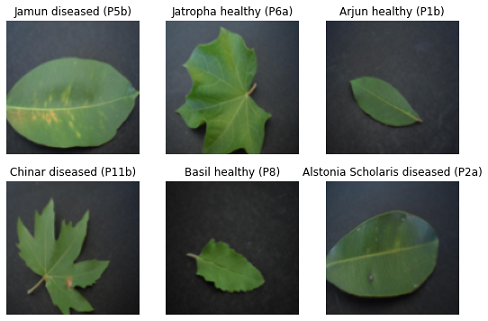 Jamun diseased (P5b)
Jatropha healthy (P6a)
Arjun healthy (P1b)
Chinar diseased (P11b)
Basil healthy (P8)
Alstonia Scholaris diseased (P2a)